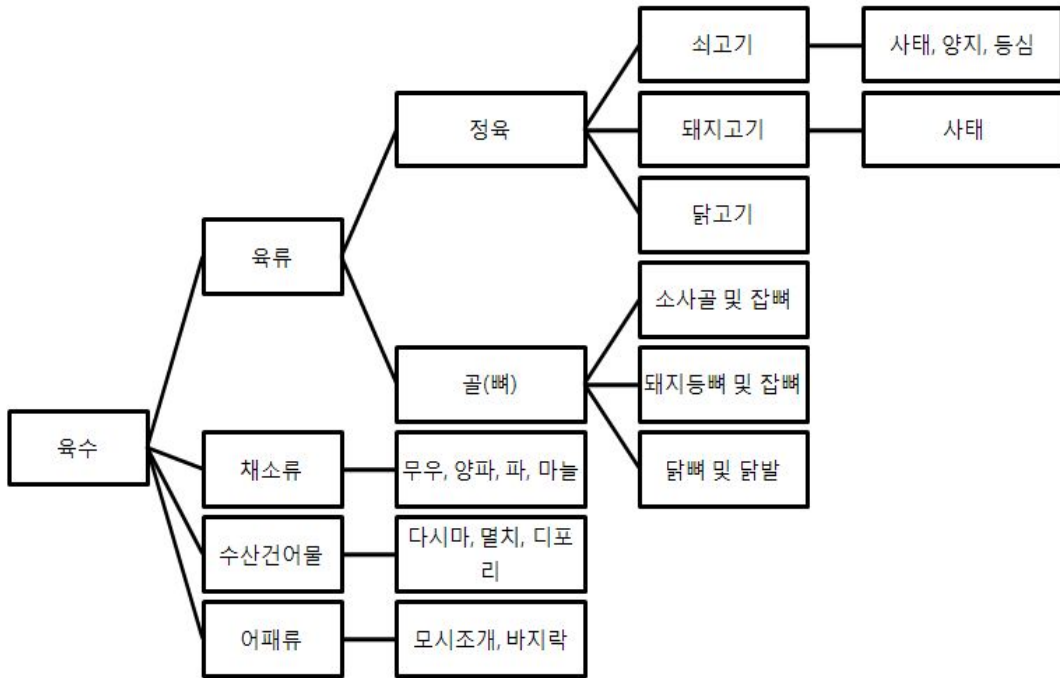 육수
육류
정육
쇠고기
사태, 양지, 등심
돼지고기
사태
닭고기
골(뼈)
소사골 및 잡뼈
돼지등뼈 및 잡뼈
닭뼈 및 닭발
채소류
무우, 양파, 파, 마늘
수산건어물
다시마, 멸치, 디포
리
어패류
모시조개, 바지락